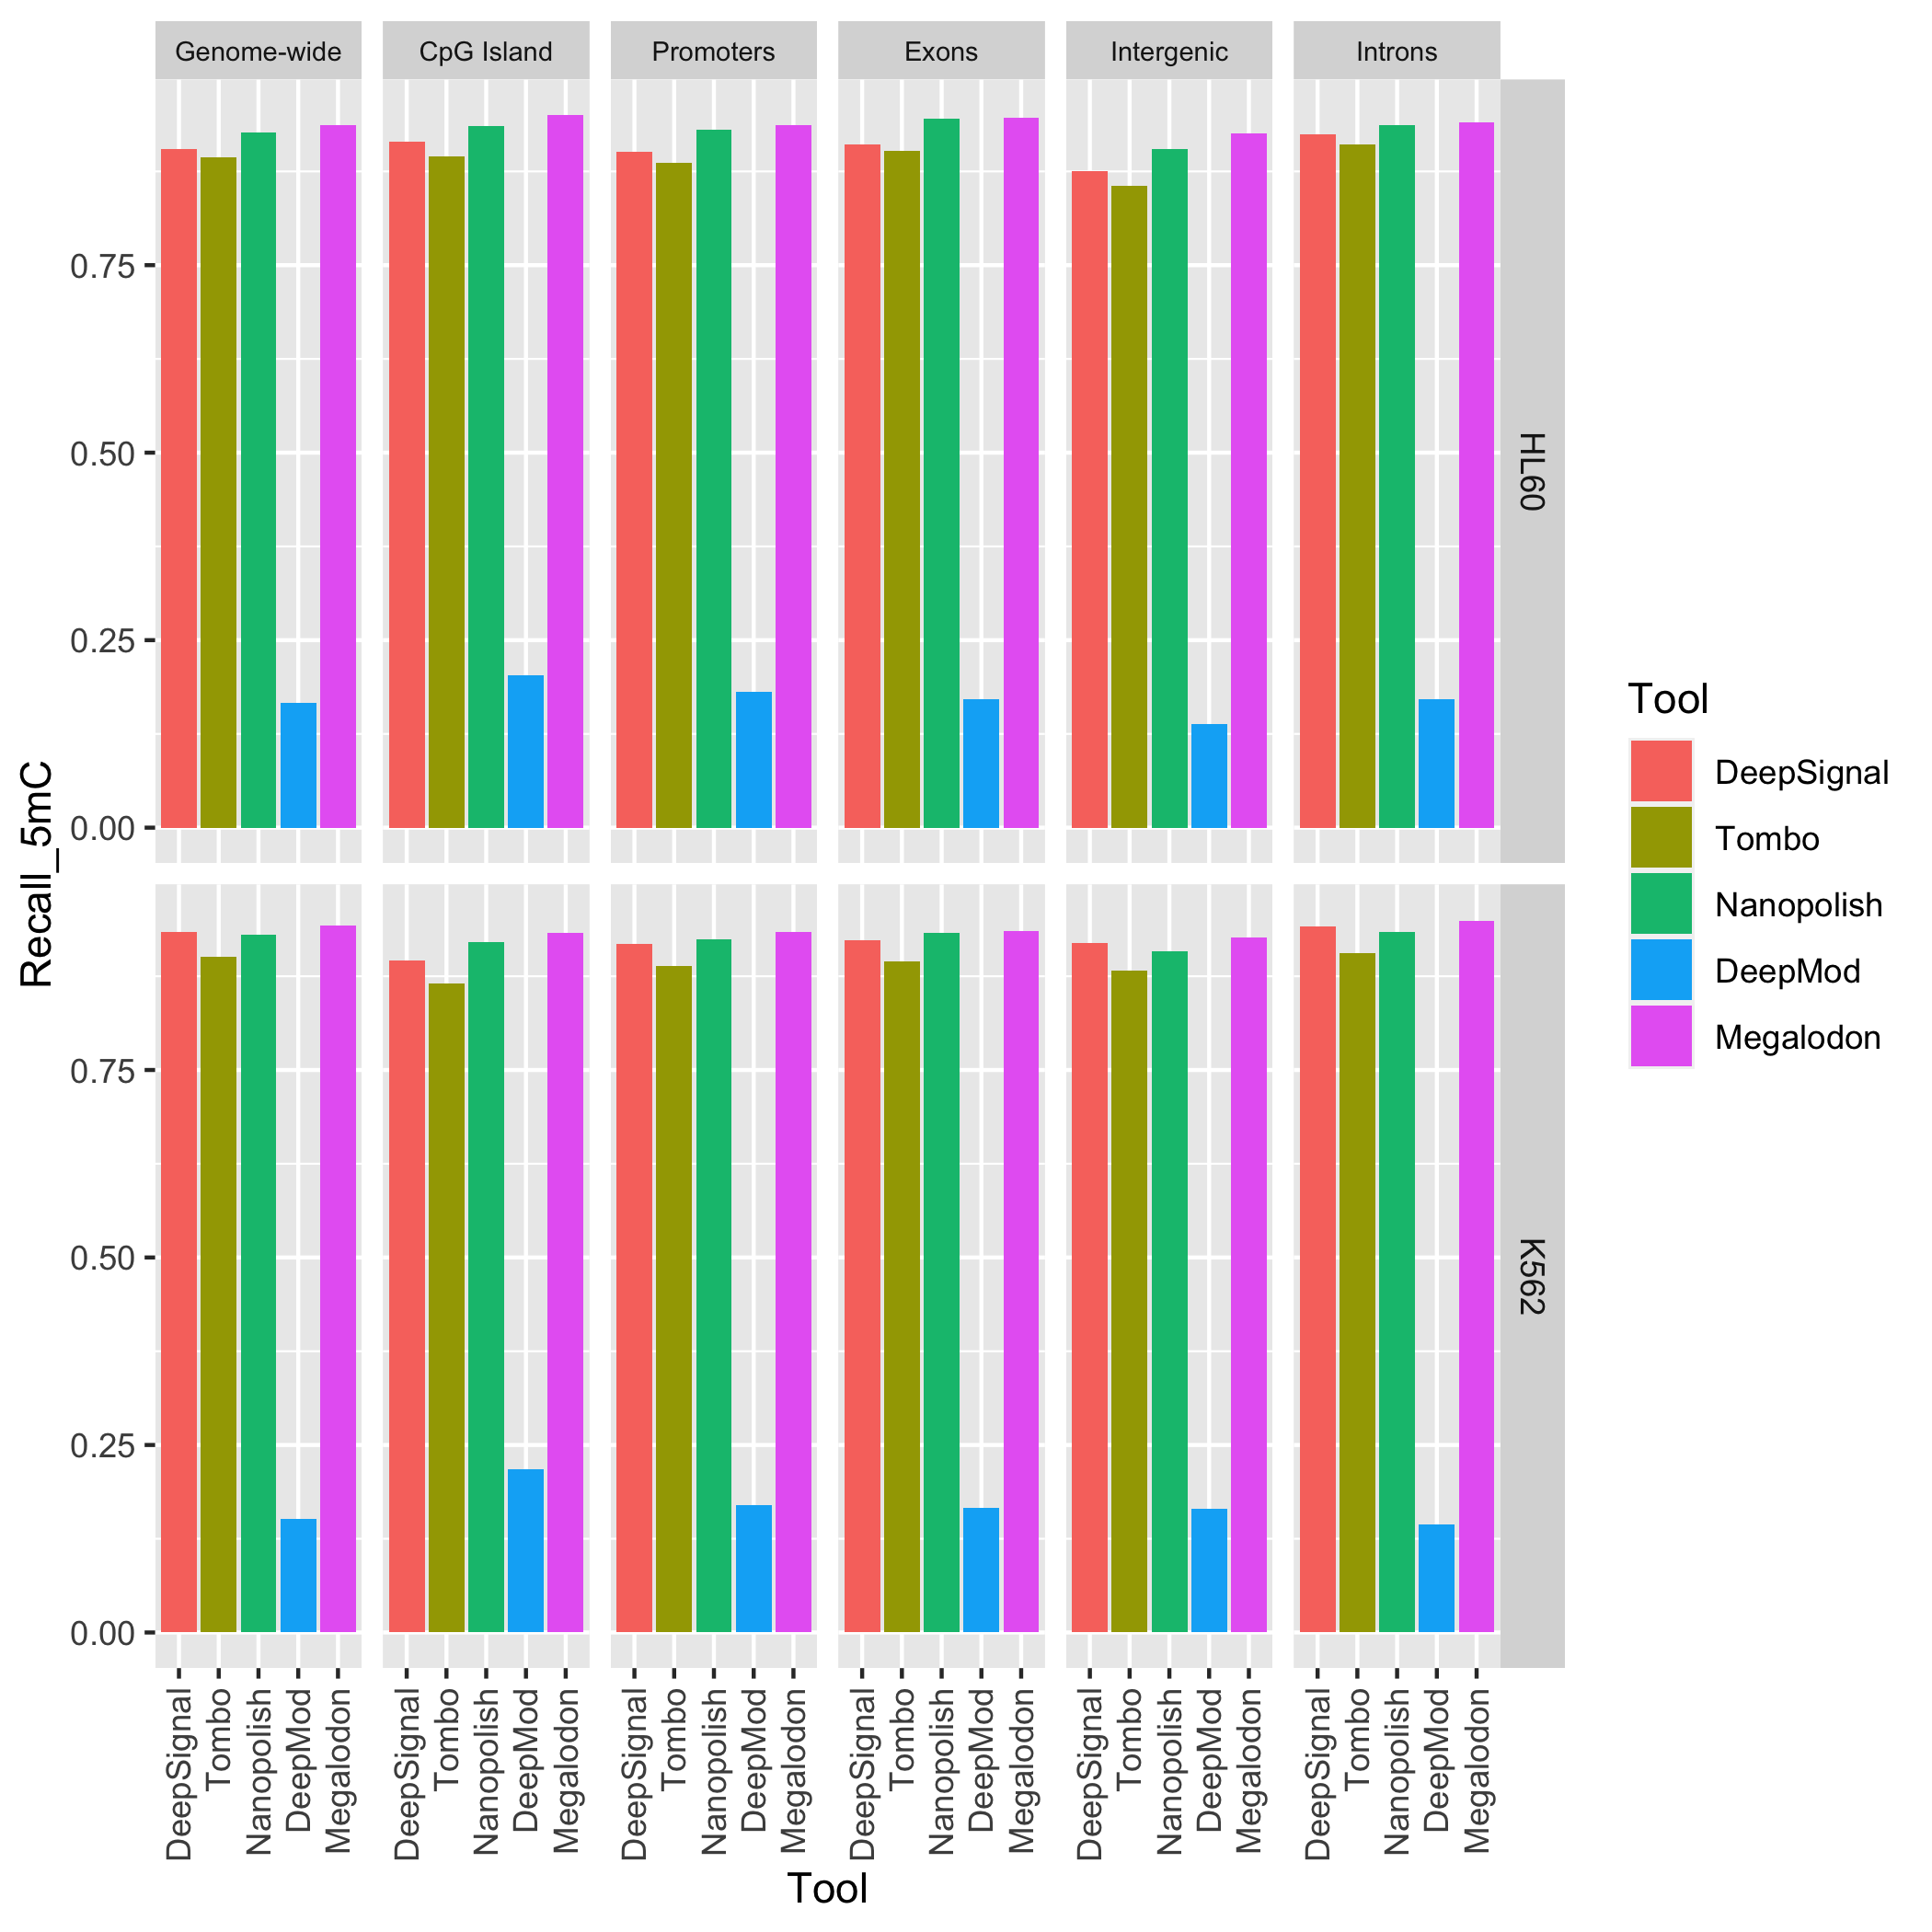 Genome-wide
CpG Island
Promoters
Exons
Intergenic
Introns
Recall_5mC
0.75
0.50
0.25
0.00
HL60
0.75
0.50
0.25
0.00
K562
DeepSignal
Tombo
Nanopolish
DeepMod
Megalodon
DeepSignal
Tombo
Nanopolish
DeepMod
Megalodon
DeepSignal
Tombo
Nanopolish
DeepMod
Megalodon
DeepSignal
Tombo
Nanopolish
DeepMod
Megalodon
DeepSignal
Tombo
Nanopolish
DeepMod
Megalodon
DeepSignal
Tombo
Nanopolish
DeepMod
Megalodon
Tool
Tool
DeepSignal
Tombo
Nanopolish
DeepMod
Megalodon